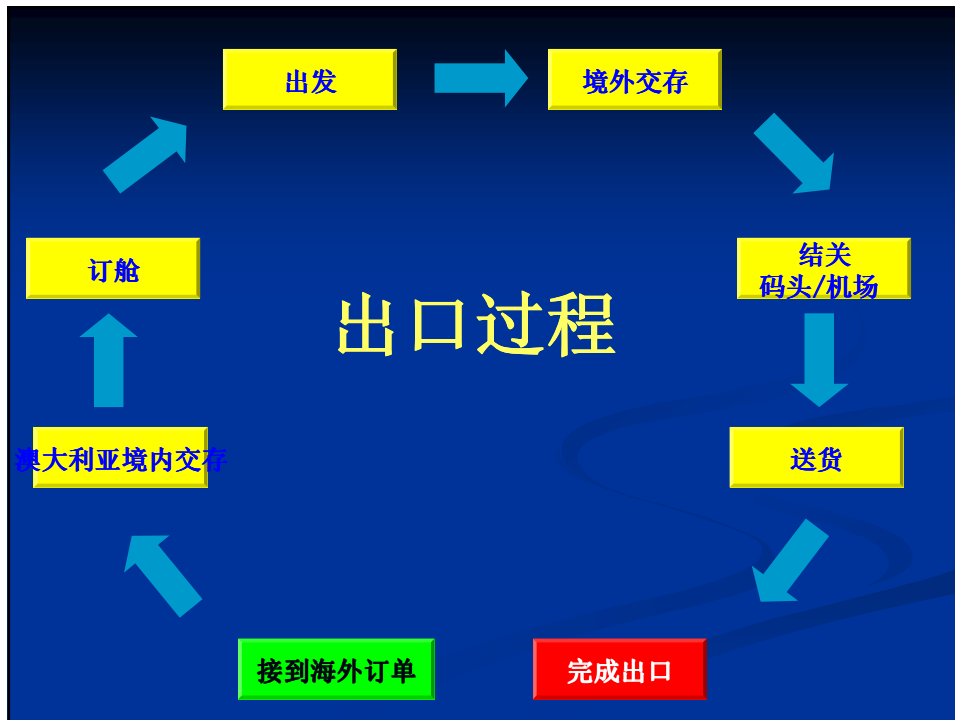 出发
境外交存
订舱
结关
码头/机场
出口过程
澳大利亚境内交存
送货
接到海外订单
完成出口